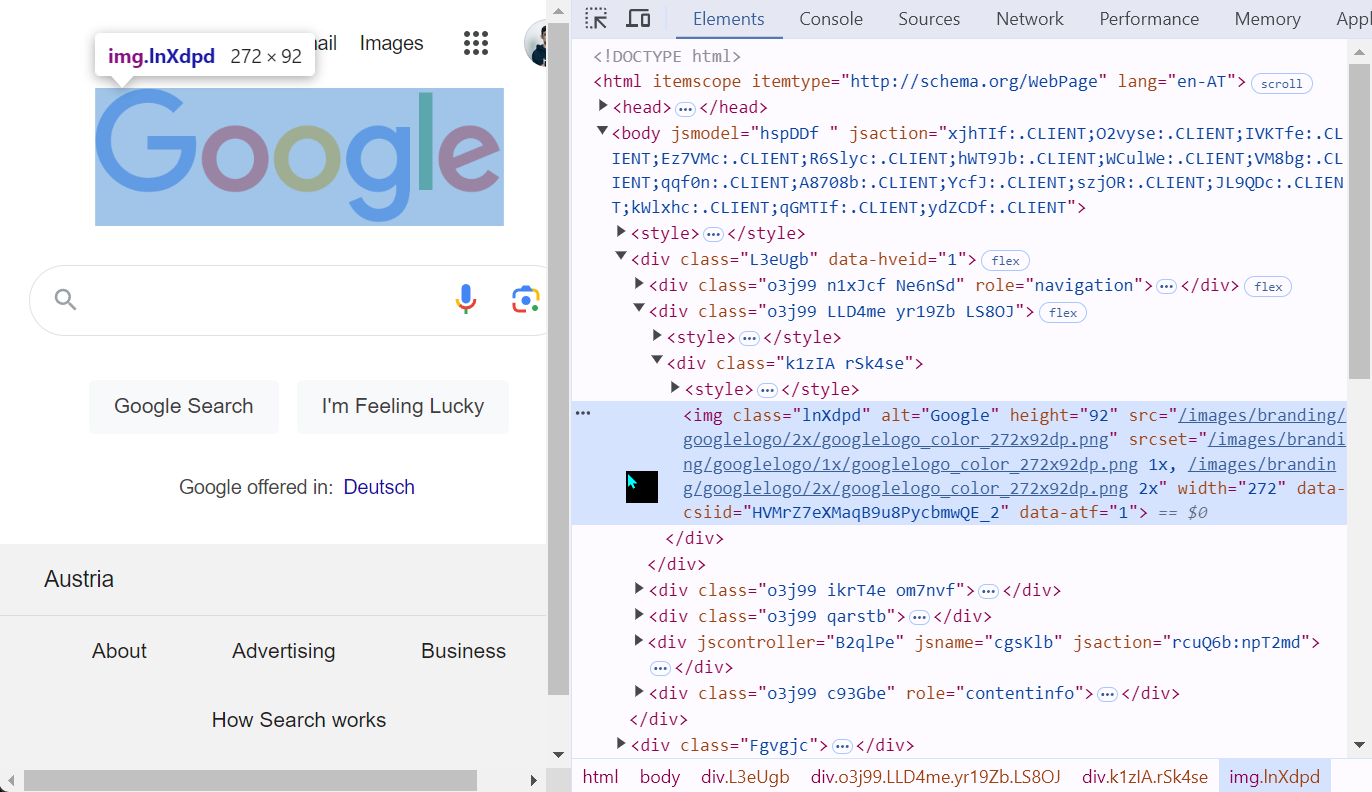 img.lnXdpd 272 × 92
Images
Google
Google Search
I'm Feeling Lucky
Google offered in: Deutsch
Austria
About
Advertising
Business
How Search works
Elements Console Sources Network Performance Memory
<!DOCTYPE html>
<html itemscope itemtype="http://schema.org/WebPage" lang="en-AT"> scroll
<head> ••• </head>
<body jsmodel="hspDDf " jsaction="xjhTIf:.CLIENT;O2vyse:.CLIENT;IVKTfe:.CL
IENT;Ez7VMc:.CLIENT;R6Slyc:.CLIENT;hWT9Jb:.CLIENT;WCulWe:.CLIENT;VM8bg:.CL
IENT;qqf0n:.CLIENT;A8708b:.CLIENT;YcfJ:.CLIENT;szjOR:.CLIENT;JL9QDc:.CLIEN
T;kWlxhc:.CLIENT;qGMTIf:.CLIENT;ydZCDf:.CLIENT">
<style> ••• </style>
<div class="L3eUgb" data-hveid="1"> flex
<div class="o3j99 n1xJcf Ne6nSd" role="navigation"> ••• </div> flex
<div class="o3j99 LLD4me yr19Zb LS8OJ"> flex
<style> ••• </style>
<div class="k1zIA rSk4se">
<style> ••• </style>
<img class="lnXdpd" alt="Google" height="92" src="/images/branding/
googlelogo/2x/googlelogo_color_272x92dp.png" srcset="/images/brandi
ng/googlelogo/1x/googlelogo_color_272x92dp.png 1x, /images/brandin
g/googlelogo/2x/googlelogo_color_272x92dp.png 2x" width="272" data-
csiid="HVMrZ7eXMaqB9u8PycbmwQE_2" data-atf="1"> == $0
</div>
</div>
<div class="o3j99 ikrT4e om7nvf"> ••• </div>
<div class="o3j99 qarstb"> ••• </div>
<div jscontroller="B2qlPe" jsname="cgsKlb" jsaction="rcuQ6b:npT2md">
••• </div>
<div class="o3j99 c93Gbe" role="contentinfo"> ••• </div>
</div>
<div class="Fgvgjc"> ••• </div>
html body div.L3eUgb div.o3j99.LLD4me.yr19Zb.LS8OJ div.k1zIA.rSk4se img.lnXdpd